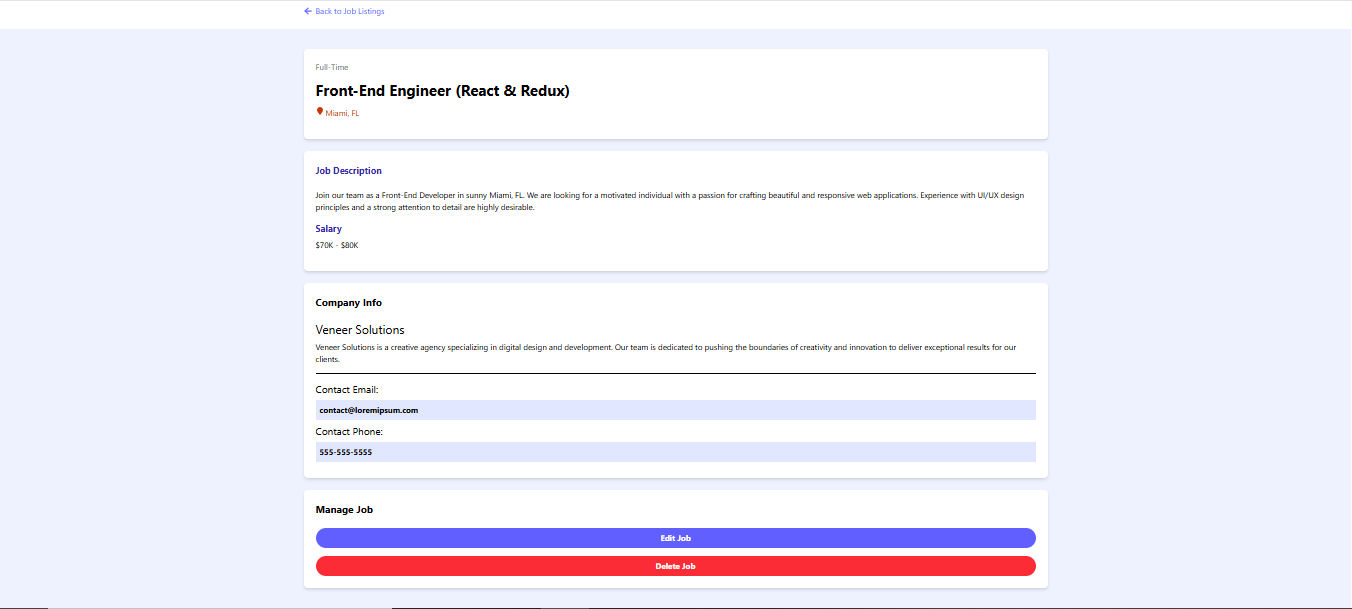 Back to Job Listings
Full-Time
Front-End Engineer (React & Redux)
Miami, FL
Job Description
Join our team as a Front-End Developer in sunny Miami, FL. We are looking for a motivated individual with a passion for crafting beautiful and responsive web applications. Experience with UI/UX design
principles and a strong attention to detail are highly desirable.
Salary
$70K - $80K
Company Info
Veneer Solutions
Veneer Solutions is a creative agency specializing in digital design and development. Our team is dedicated to pushing the boundaries of creativity and innovation to deliver exceptional results for our
clients.
Contact Email:
contact@loremipsum.com
Contact Phone:
555-555-5555
Manage Job
Edit Job
Delete Job